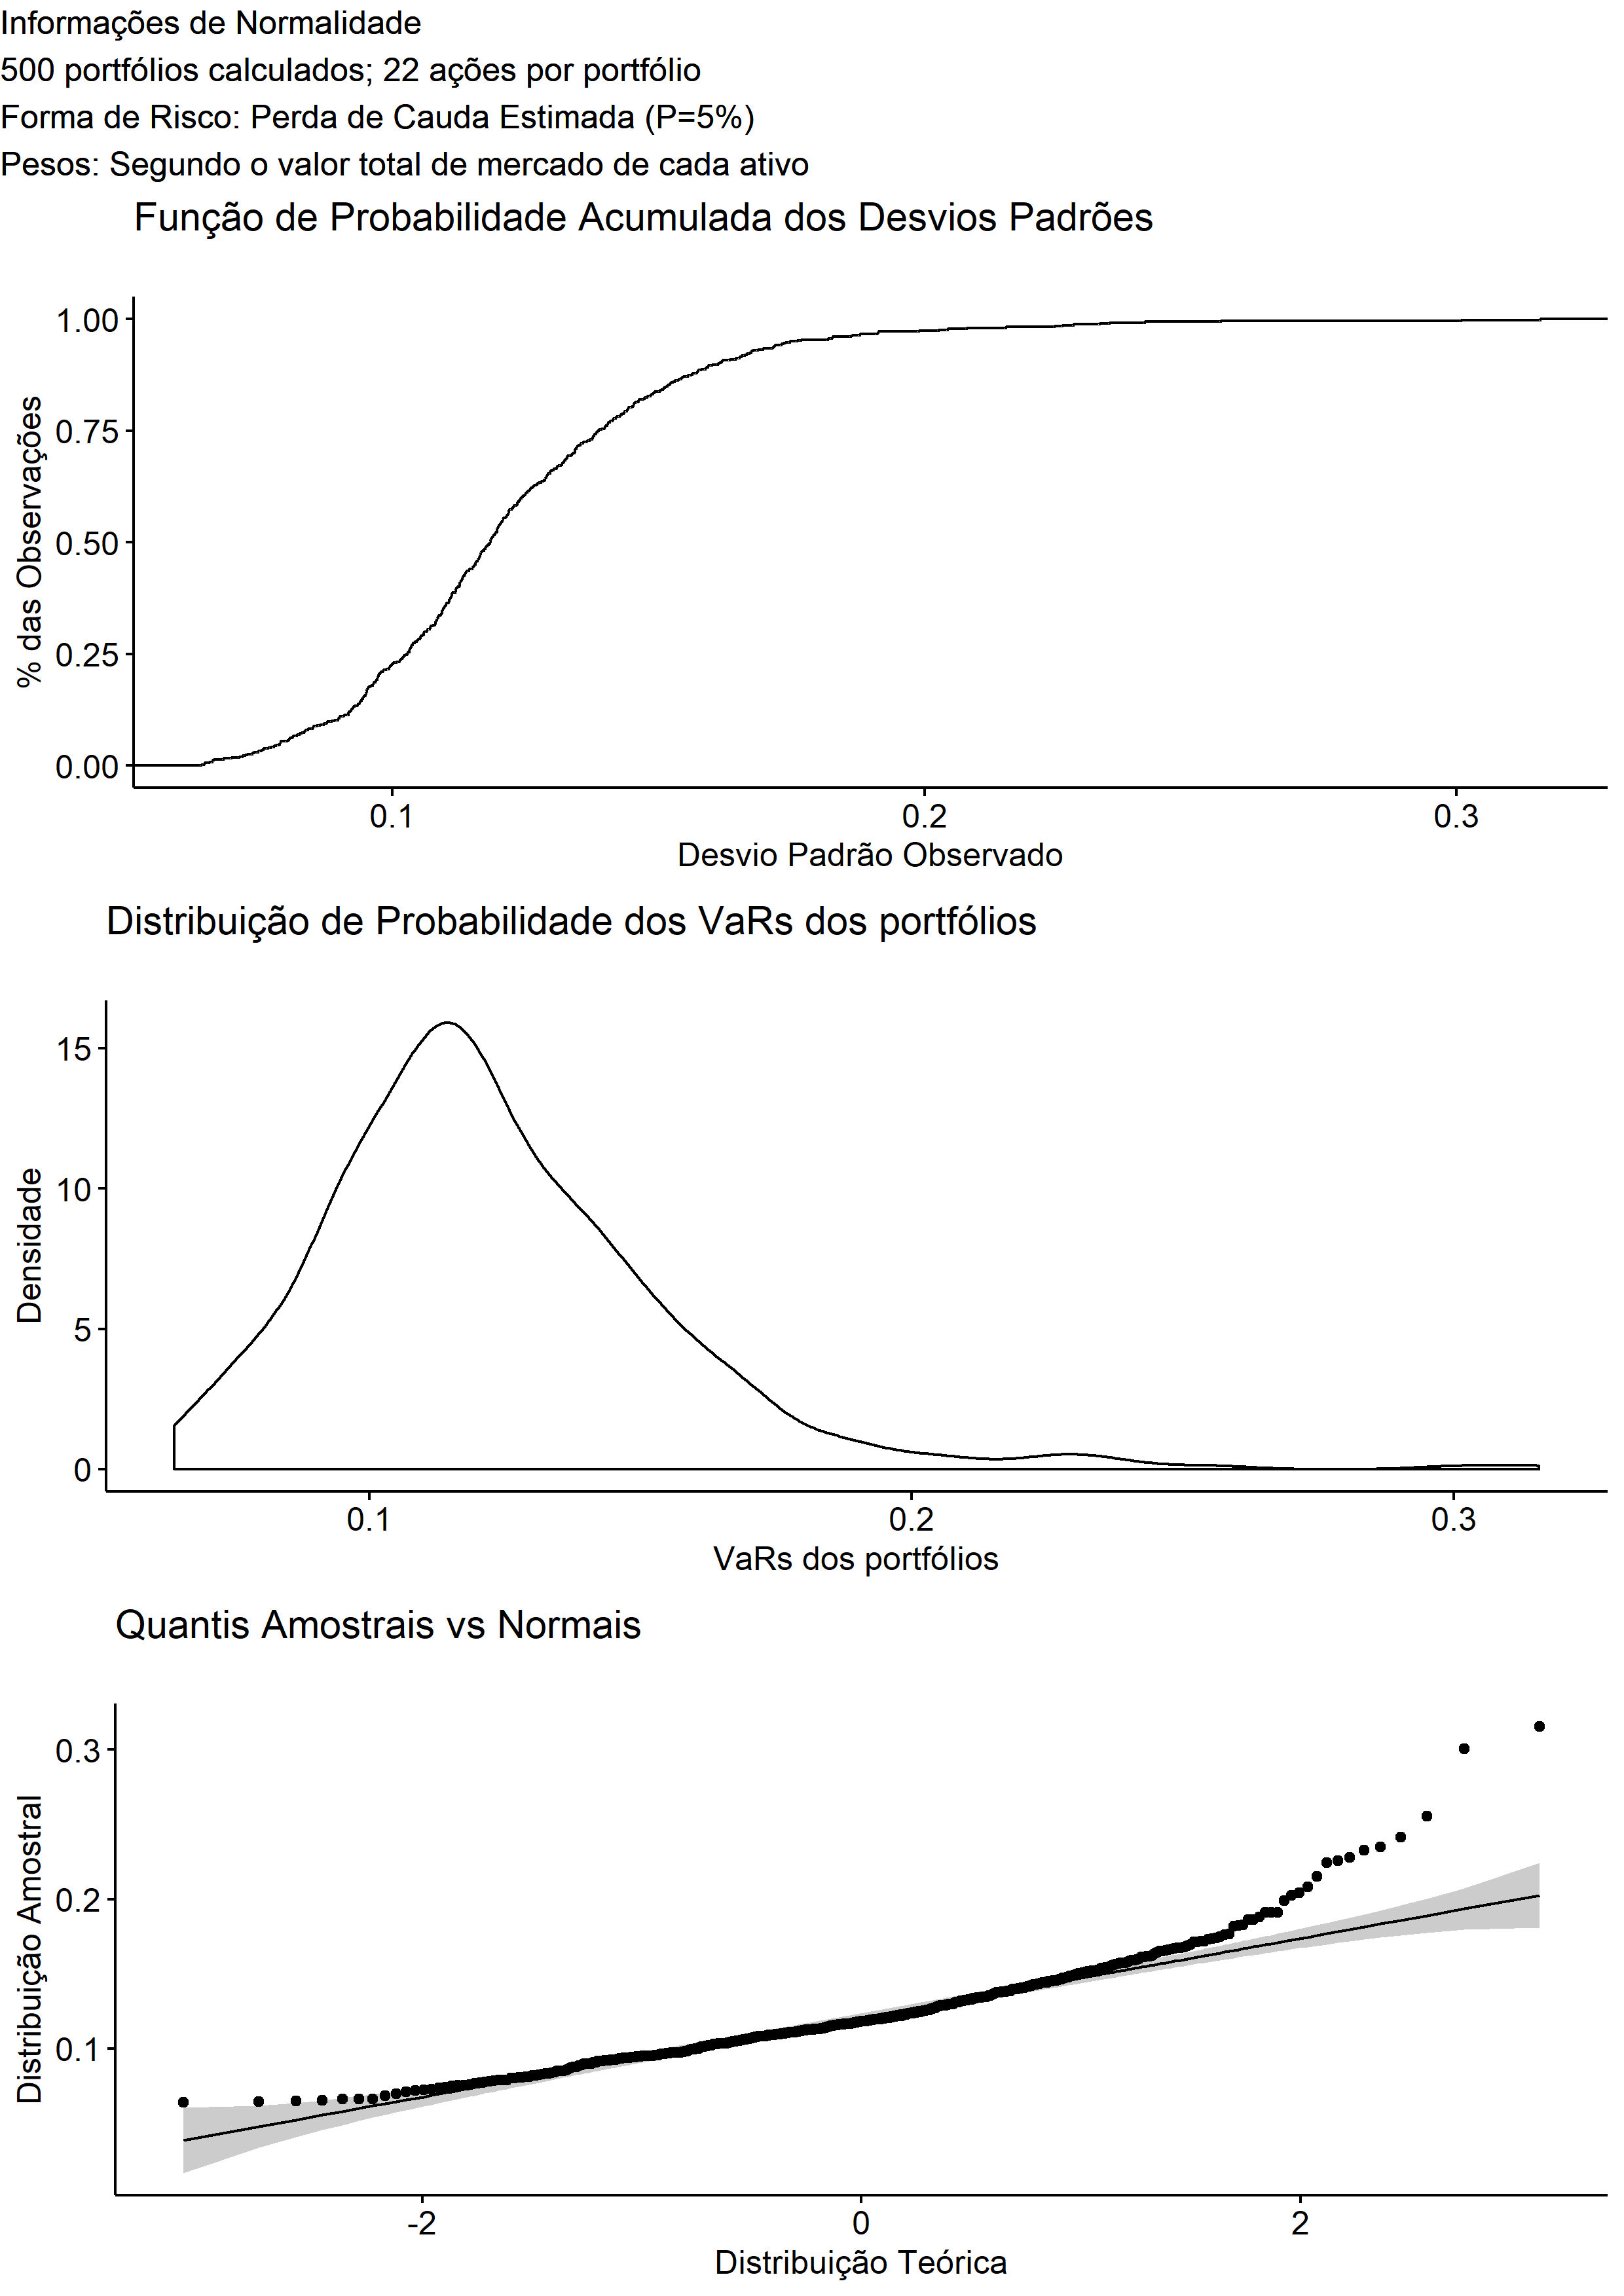 Informações de Normalidade
500 portfólios calculados; 22 ações por portfólio
Forma de Risco: Perda de Cauda Estimada (P=5%)
Pesos: Segundo o valor total de mercado de cada ativo
Função de Probabilidade Acumulada dos Desvios Padrões
% das Observações
1.00
0.75
0.50
0.25
0.00
0.1 0.2 0.3
Desvio Padrão Observado
Distribuição de Probabilidade dos VaRs dos portfólios
Densidade
15
10
5
0
0.1 0.2 0.3
VaRs dos portfólios
Quantis Amostrais vs Normais
Distribuição Amostral
0.3
0.2
0.1
-2 0 2
Distribuição Teórica